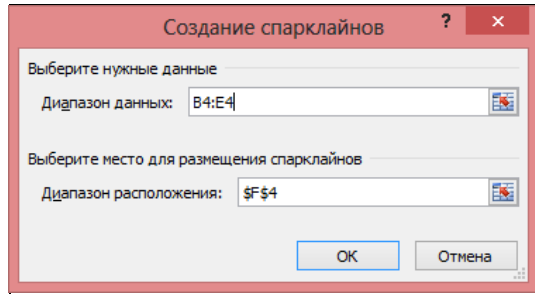 Создание спарклайнов ? ×
Выберите нужные данные
Диапазон данных: B4:E4
Выберите место для размещения спарклайнов
Диапазон расположения: $F$4
OK Отмена